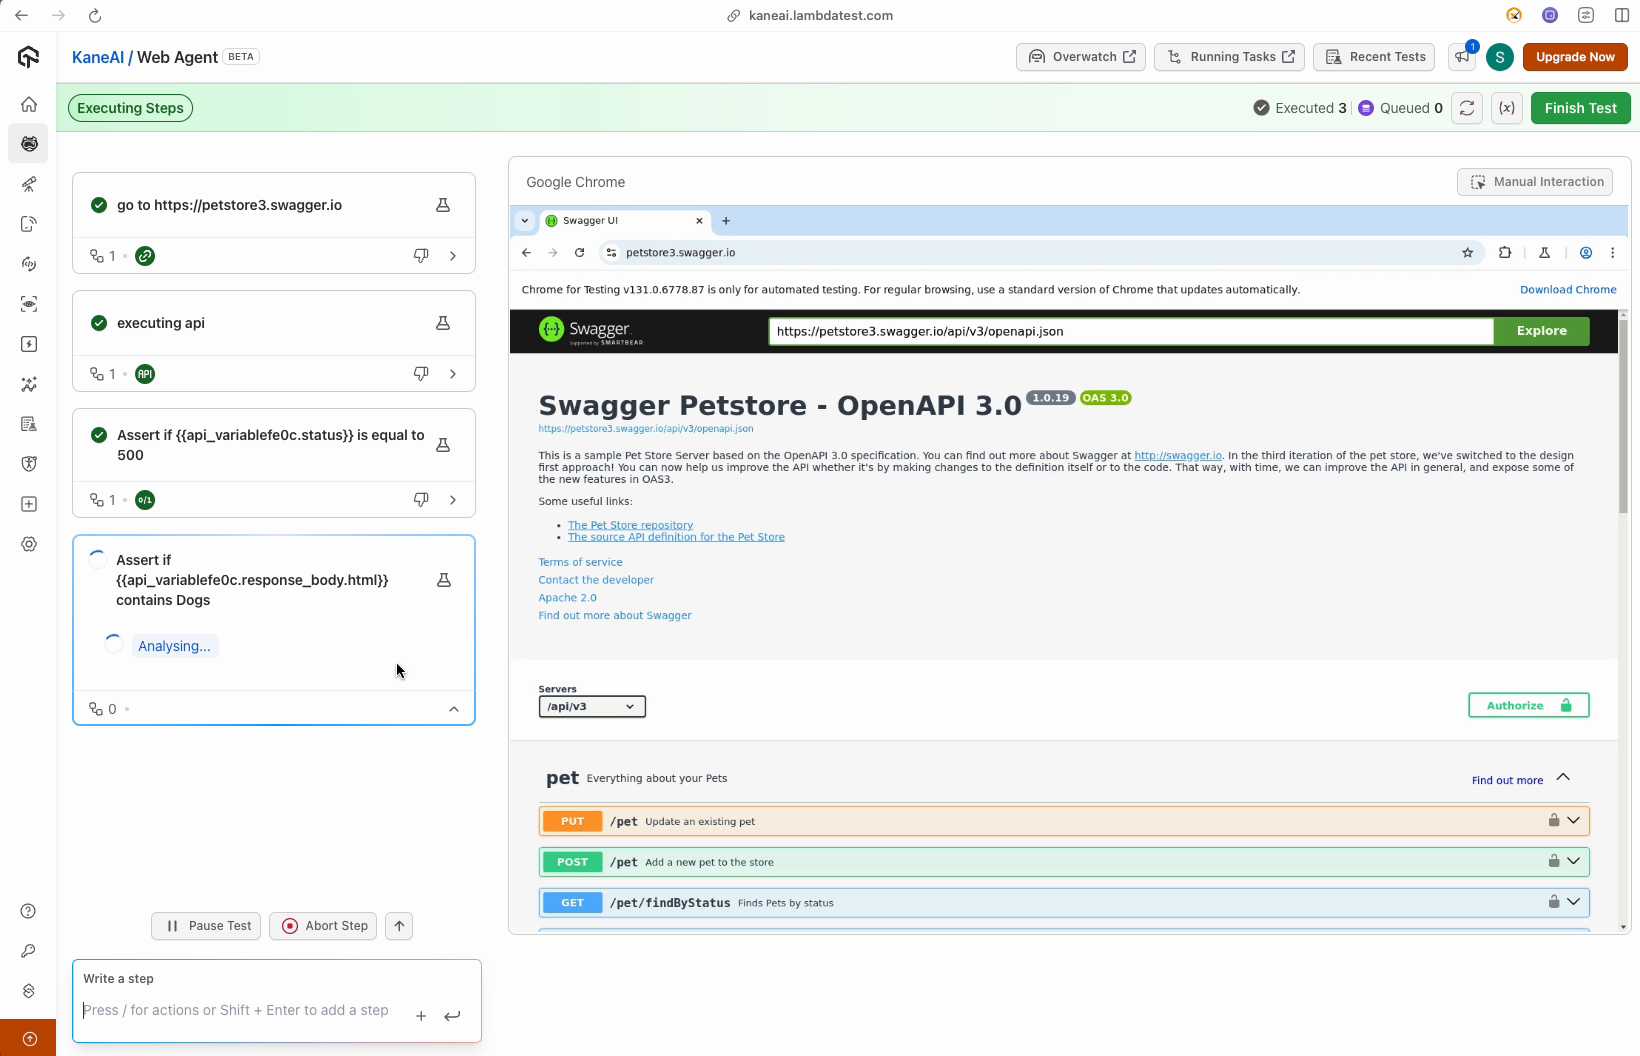 kaneai.lambdatest.com
KaneAI / Web Agent BETA
Overwatch
Running Tasks
Recent Tests
1
S
Upgrade Now
Executing Steps
Executed 3
Queued 0
(x)
Finish Test
go to https://petstore3.swagger.io
1
executing api
1
API
Assert if {{api_variablefe0c.status}} is equal to
500
1
0/1
Assert if
{{api_variablefe0c.response_body.html}}
contains Dogs
Analysing...
0
Pause Test
Abort Step
Write a step
Press / for actions or Shift + Enter to add a step
Google Chrome
Manual Interaction
Swagger UI
petstore3.swagger.io
Chrome for Testing v131.0.6778.87 is only for automated testing. For regular browsing, use a standard version of Chrome that updates automatically.
Download Chrome
Swagger.
Supported by SMARTBEAR
https://petstore3.swagger.io/api/v3/openapi.json
Explore
Swagger Petstore - OpenAPI 3.0 1.0.19 OAS 3.0
https://petstore3.swagger.io/api/v3/openapi.json
This is a sample Pet Store Server based on the OpenAPI 3.0 specification. You can find out more about Swagger at http://swagger.io. In the third iteration of the pet store, we've switched to the design
first approach! You can now help us improve the API whether it's by making changes to the definition itself or to the code. That way, with time, we can improve the API in general, and expose some of
the new features in OAS3.
Some useful links:
• The Pet Store repository
• The source API definition for the Pet Store
Terms of service
Contact the developer
Apache 2.0
Find out more about Swagger
Servers
/api/v3
Authorize
pet Everything about your Pets
Find out more
PUT /pet Update an existing pet
POST /pet Add a new pet to the store
GET /pet/findByStatus Finds Pets by status